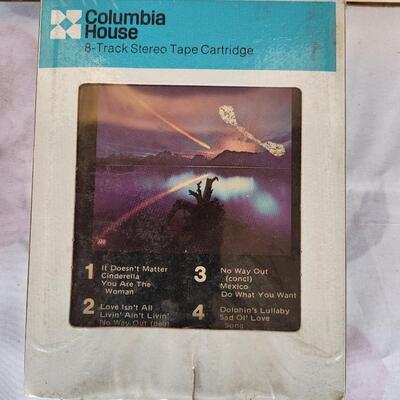 Columbia
House
8-Track Stereo Tape Cartridge
1 It Doesn't Matter
Cinderella
You Are The
Woman
2 Love Isn't All
Livin' Ain't Livin'
No Way Out
3 No Way Out
(concl)
Mexico
Do What You Want
4 Dolphin's Lullaby
Sad Ol' Love
Song